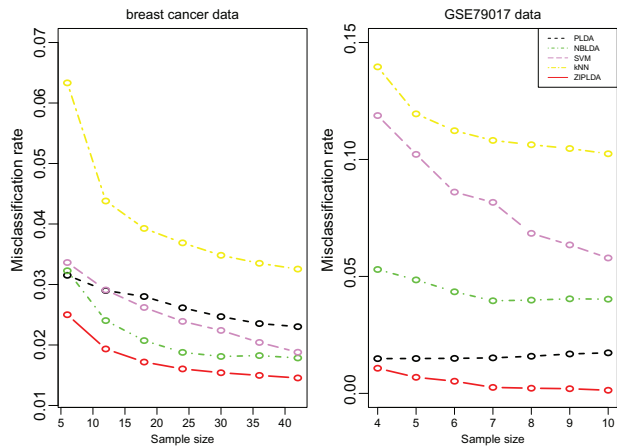 breast cancer data
Misclassification rate
0.07
0.06
0.05
0.04
0.03
0.02
0.01
5 10 15 20 25 30 35 40
Sample size
GSE79017 data
Misclassification rate
0.15
0.10
0.05
0.00
4 5 6 7 8 9 10
Sample size
PLDA
NBLDA
SVM
kNN
ZIPLDA